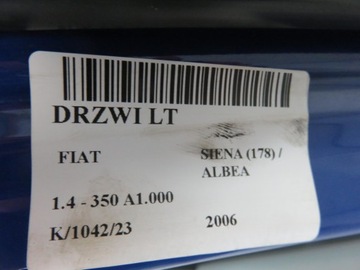 DRZWI LT
FIAT SIENA (178) /
ALBEA
1.4 - 350 A1.000
K/1042/23 2006